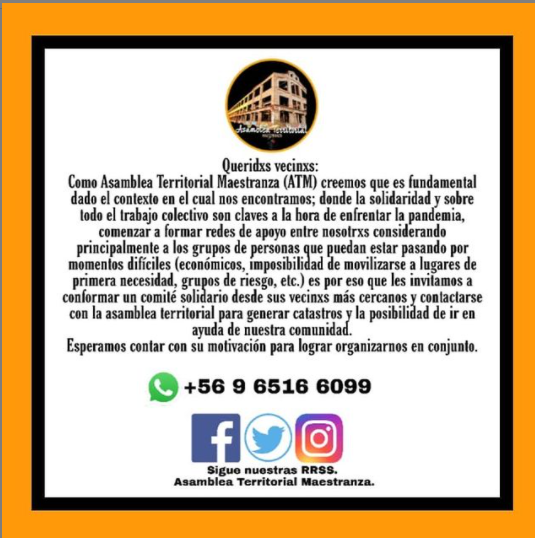 Asamblea Territorial
Queridxs vecinxs:
Como Asamblea Territorial Maestranza (ATM) creemos que es fundamental
dado el contexto en el cual nos encontramos; donde la solidaridad y sobre
todo el trabajo colectivo son claves a la hora de enfrentar la pandemia,
comenzar a formar redes de apoyo entre nosotrxs considerando
principalmente a los grupos de personas que puedan estar pasando por
momentos difíciles (económicos, imposibilidad de movilizarse a lugares de
primera necesidad, grupos de riesgo, etc.) es por eso que les invitamos a
conformar un comité solidario desde sus vecinxs más cercanos y contactarse
con la asamblea territorial para generar catastros y la posibilidad de ir en
ayuda de nuestra comunidad.
Esperamos contar con su motivación para lograr organizarnos en conjunto.
+56 9 6516 6099
Sigue nuestras RRSS.
Asamblea Territorial Maestranza.